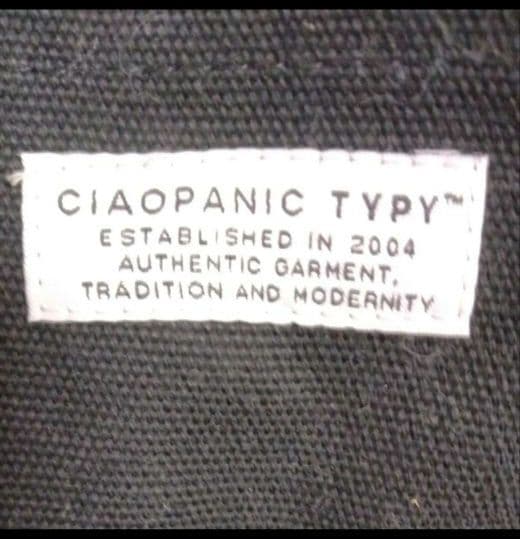 CIAOPANIC TYPY™
ESTABLISHED IN 2004
AUTHENTIC GARMENT,
TRADITION AND MODERNITY